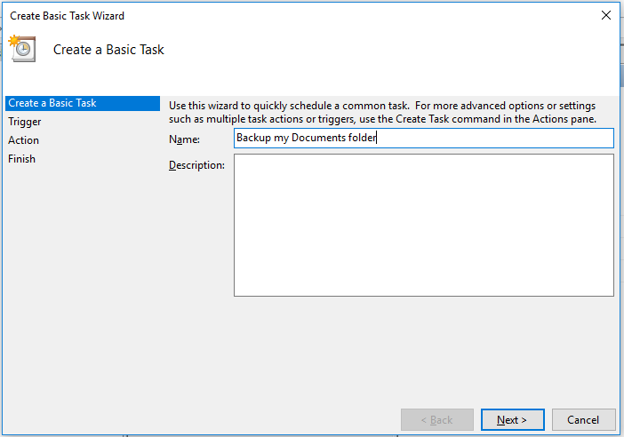 Create Basic Task Wizard
Create a Basic Task
Create a Basic Task
Trigger
Action
Finish
Use this wizard to quickly schedule a common task. For more advanced options or settings
such as multiple task actions or triggers, use the Create Task command in the Actions pane.
Name:
Backup my Documents folder
Description:
< Back
Next >
Cancel